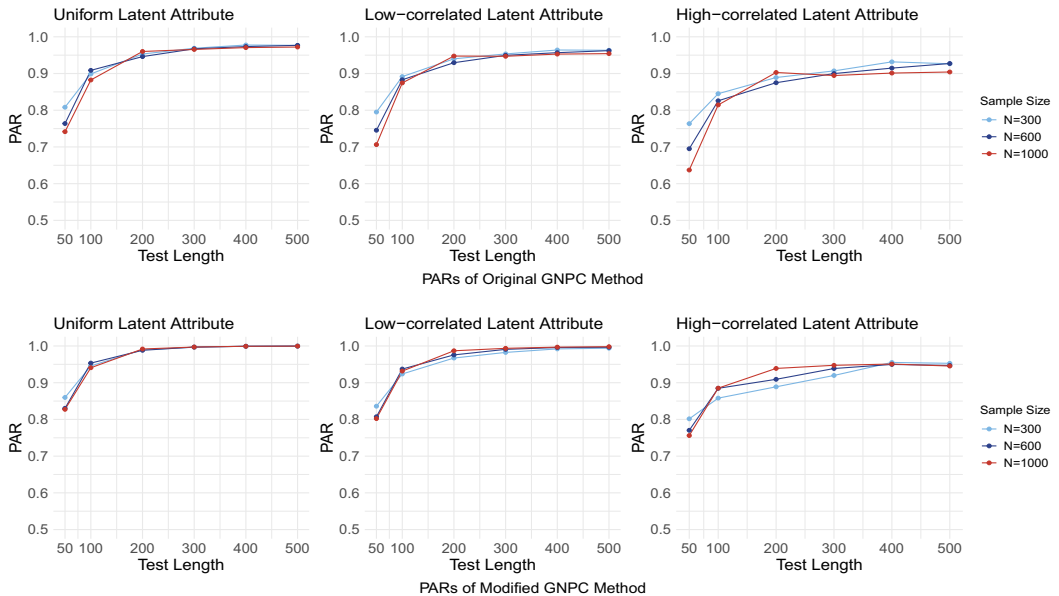 Uniform Latent Attribute
Low−correlated Latent Attribute
High−correlated Latent Attribute
PAR
1.0
0.9
0.8
0.7
0.6
0.5
50 100 200 300 400 500
Test Length
PAR
1.0
0.9
0.8
0.7
0.6
0.5
50 100 200 300 400 500
Test Length
PAR
1.0
0.9
0.8
0.7
0.6
0.5
50 100 200 300 400 500
Test Length
Sample Size
N=300
N=600
N=1000
PARs of Original GNPC Method
Uniform Latent Attribute
Low−correlated Latent Attribute
High−correlated Latent Attribute
PAR
1.0
0.9
0.8
0.7
0.6
0.5
50 100 200 300 400 500
Test Length
PAR
1.0
0.9
0.8
0.7
0.6
0.5
50 100 200 300 400 500
Test Length
PAR
1.0
0.9
0.8
0.7
0.6
0.5
50 100 200 300 400 500
Test Length
Sample Size
N=300
N=600
N=1000
PARs of Modified GNPC Method